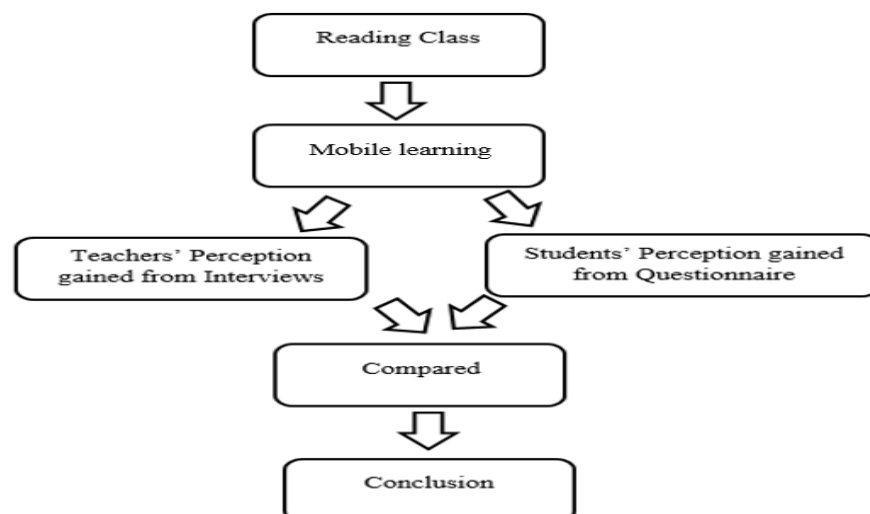 Reading Class
Mobile learning
Teachers’ Perception
gained from Interviews
Students’ Perception gained
from Questionnaire
Compared
Conclusion